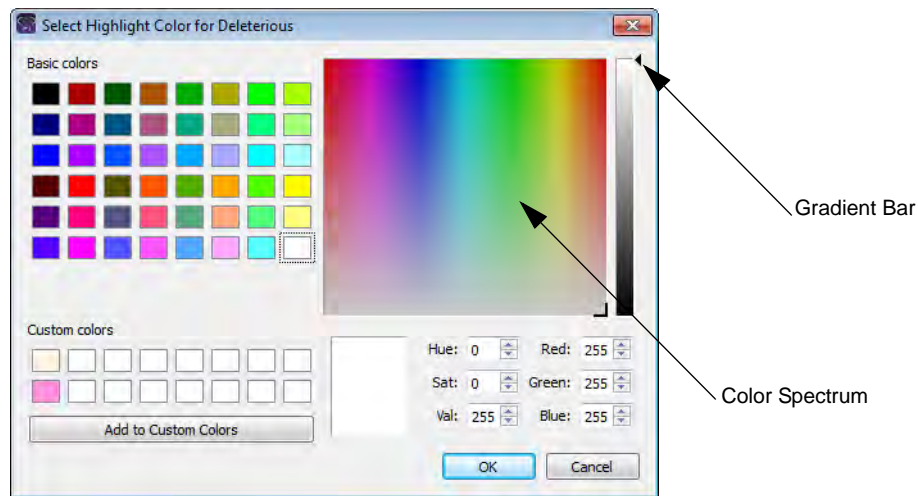 Select Highlight Color for Deleterious
Basic colors
Gradient Bar
Custom colors
Hue: 0 Red: 255
Sat: 0 Green: 255
Val: 255 Blue: 255
Color Spectrum
Add to Custom Colors
OK Cancel